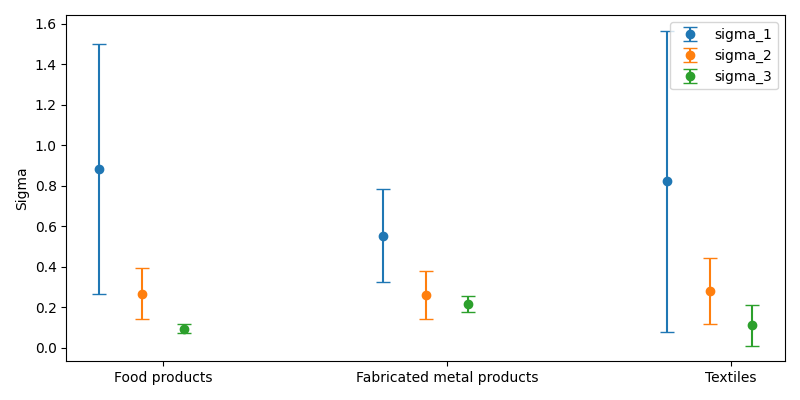 1.6
1.4
1.2
1.0
0.8
0.6
0.4
0.2
0.0
Sigma
sigma_1
sigma_2
sigma_3
Food products
Fabricated metal products
Textiles